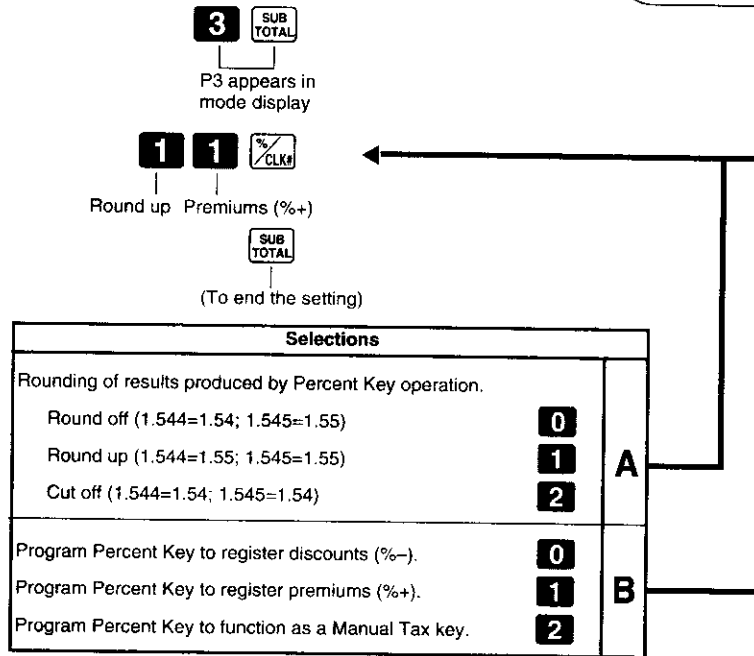 3 SUB TOTAL
P3 appears in
mode display
1 1 %/CLK#
Round up Premiums (%+)
SUB TOTAL
(To end the setting)
Selections
Rounding of results produced by Percent Key operation.
Round off (1.544=1.54; 1.545=1.55) 0
Round up (1.544=1.55; 1.545=1.55) 1
Cut off (1.544=1.54; 1.545=1.54) 2
A
Program Percent Key to register discounts (%–). 0
Program Percent Key to register premiums (%+). 1
Program Percent Key to function as a Manual Tax key. 2
B